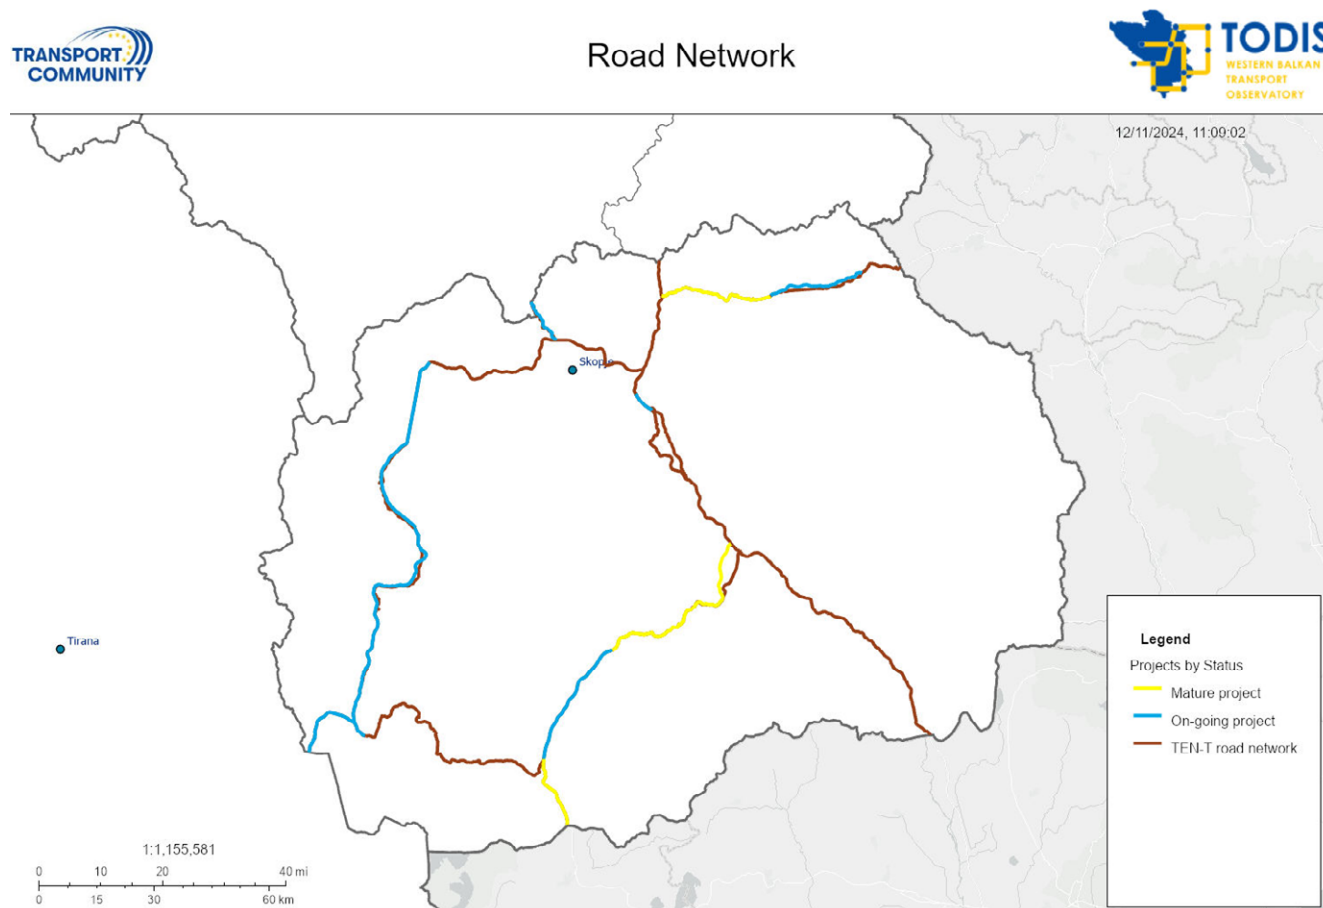 TRANSPORT
COMMUNITY
Road Network
TODIS
WESTERN BALKAN
TRANSPORT
OBSERVATORY
12/11/2024, 11:09:02
Skopje
Tirana
Legend
Projects by Status
Mature project
On-going project
TEN-T road network
1:1,155,581
0 10 20 40 mi
0 15 30 60 km